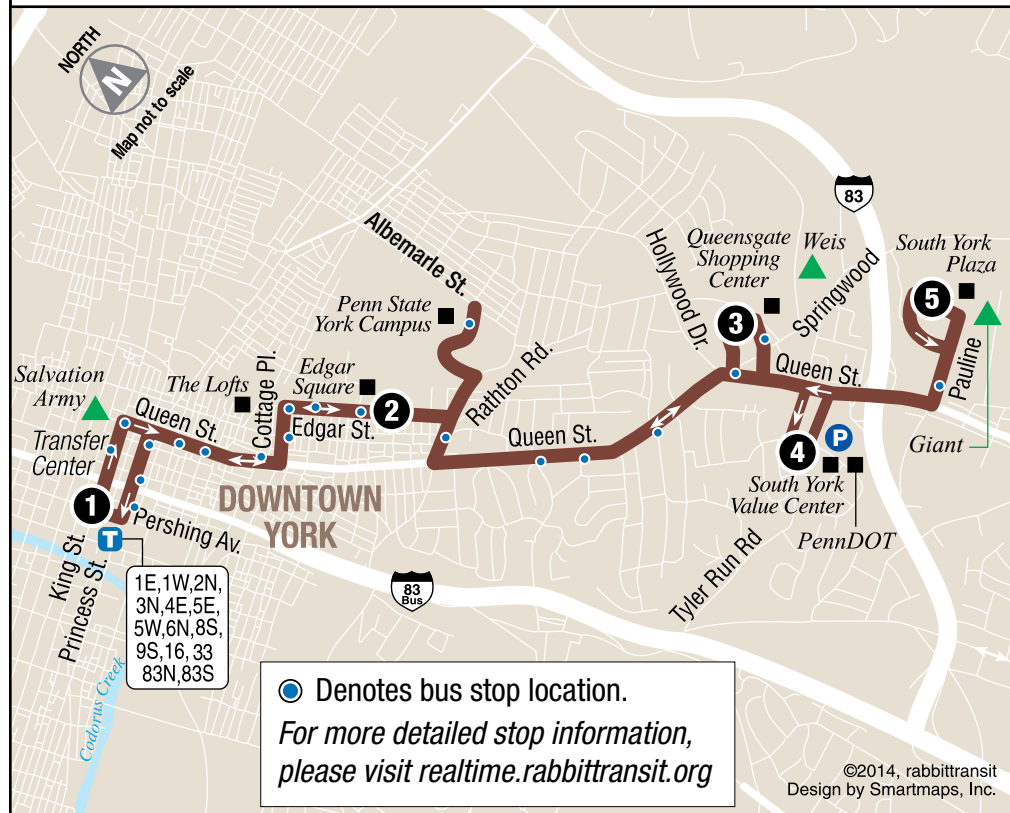 NORTH
N
Map not to scale
83
Albemarle St.
Hollywood Dr.
Queensgate
Shopping
Center
Weis
Springwood
South York
Plaza
5
Penn State
York Campus
3
Rathton Rd.
Pauline
Salvation
Army
The Lofts
Cottage Pl.
Edgar
Square
2
Edgar St.
Queen St.
Queen St.
Queen St.
Transfer
Center
4
P
Giant
1
DOWNTOWN
YORK
South York
Value Center
PennDOT
Pershing Av.
T
King St.
Princess St.
Tyler Run Rd
83
Bus
1E,1W,2N,
3N,4E,5E,
5W,6N,8S,
9S,16, 33
83N,83S
Codorus Creek
Denotes bus stop location.
For more detailed stop information,
please visit realtime.rabbittransit.org
©2014, rabbittransit
Design by Smartmaps, Inc.